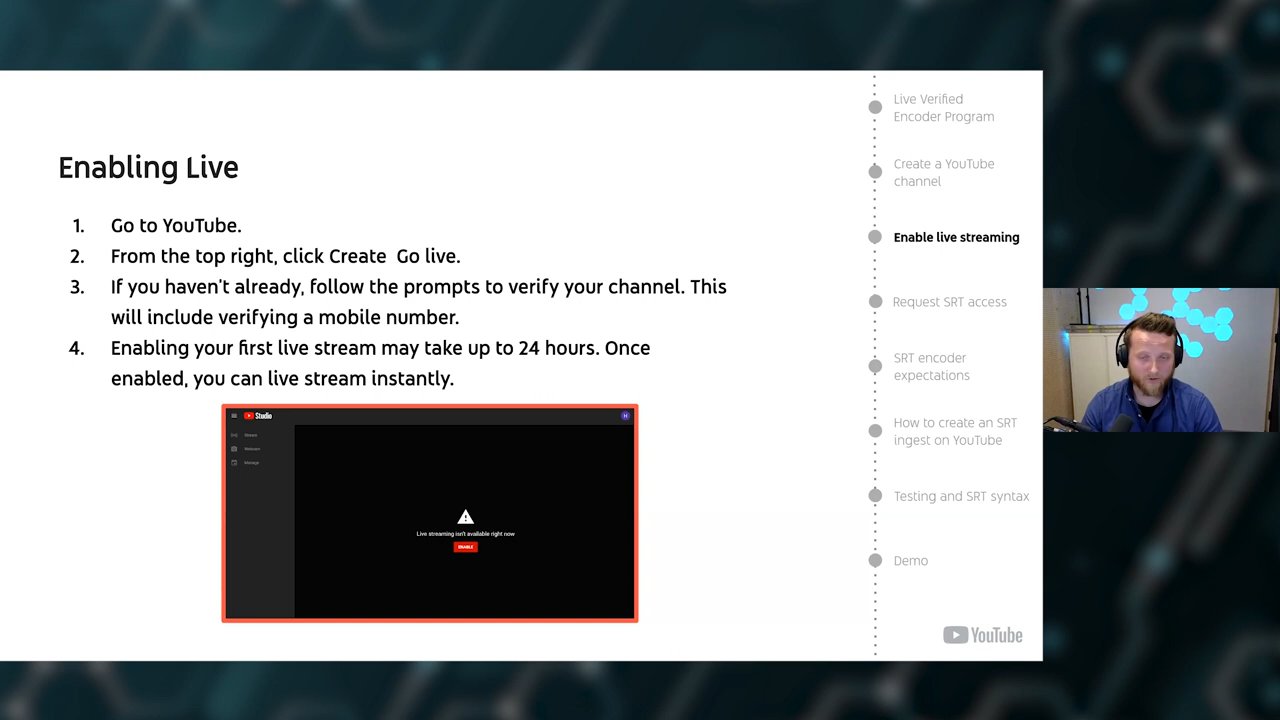 Enabling Live
1. Go to YouTube.
2. From the top right, click Create  Go live.
3. If you haven't already, follow the prompts to verify your channel. This
will include verifying a mobile number.
4. Enabling your first live stream may take up to 24 hours. Once
enabled, you can live stream instantly.
Studio
H
Stream
Webcam
Manage
Live streaming isn't available right now
ENABLE
Live Verified
Encoder Program
Create a YouTube
channel
Enable live streaming
Request SRT access
SRT encoder
expectations
How to create an SRT
ingest on YouTube
Testing and SRT syntax
Demo
YouTube